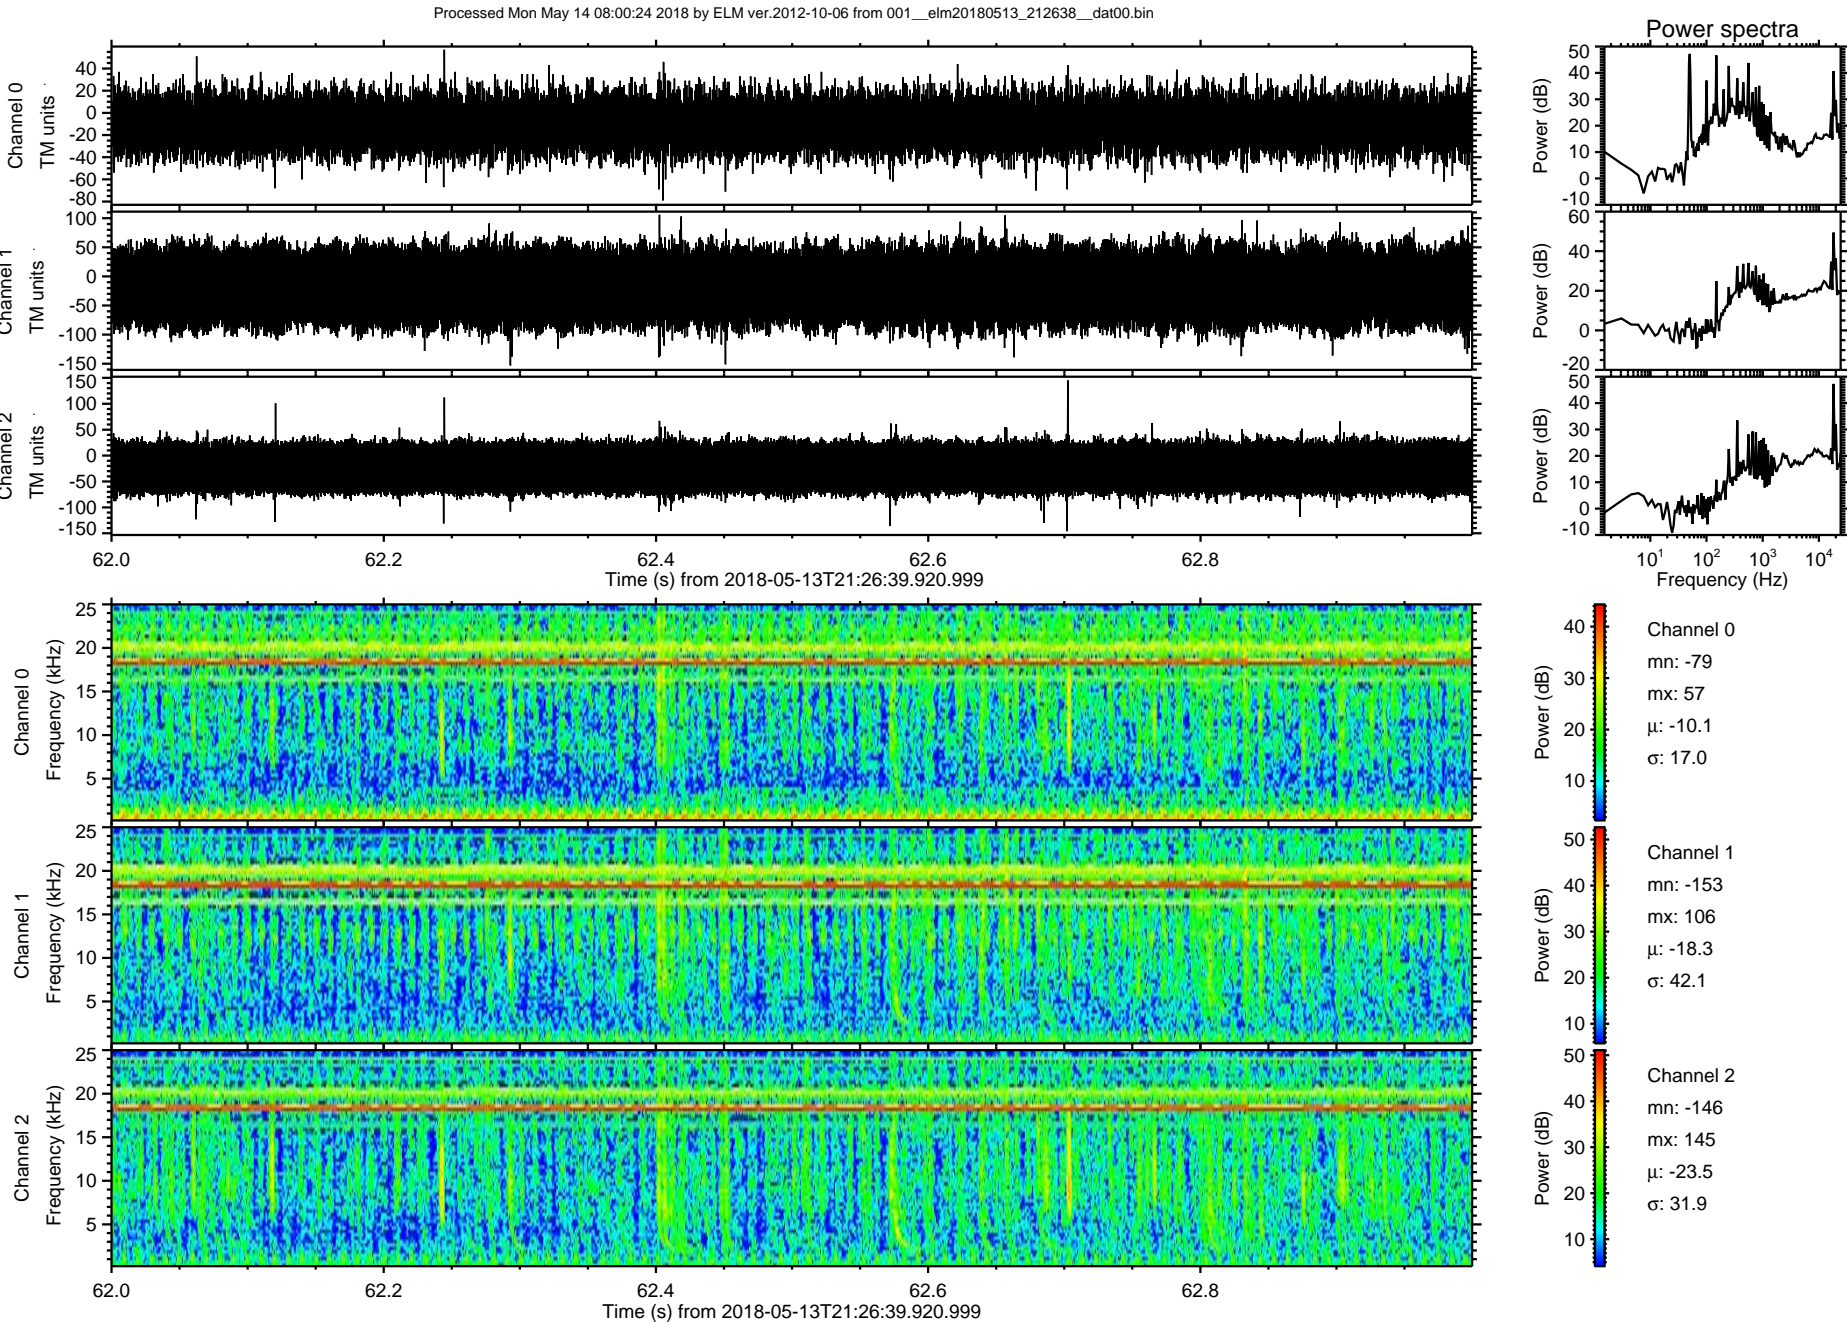 Processed Mon May 14 08:00:24 2018 by ELM ver.2012-10-06 from 001__elm20180513_212638__dat00.bin
Power spectra
Channel 0
TM units
40
20
0
-20
-40
-60
-80
Power (dB)
50
40
30
20
10
0
-10
Channel 1
TM units
100
50
0
-50
-100
-150
Power (dB)
60
40
20
0
-20
Channel 2
TM units
150
100
50
0
-50
-100
-150
Power (dB)
50
40
30
20
10
0
-10
62.0 62.2 62.4 62.6 62.8
Time (s) from 2018-05-13T21:26:39.920.999
10¹ 10² 10³ 10⁴
Frequency (Hz)
Channel 0
Frequency (kHz)
25
20
15
10
5
Power (dB)
40
30
20
10
Channel 0
mn: -79
mx: 57
μ: -10.1
σ: 17.0
Channel 1
Frequency (kHz)
25
20
15
10
5
Power (dB)
50
40
30
20
10
Channel 1
mn: -153
mx: 106
μ: -18.3
σ: 42.1
Channel 2
Frequency (kHz)
25
20
15
10
5
Power (dB)
50
40
30
20
10
Channel 2
mn: -146
mx: 145
μ: -23.5
σ: 31.9
62.0 62.2 62.4 62.6 62.8
Time (s) from 2018-05-13T21:26:39.920.999